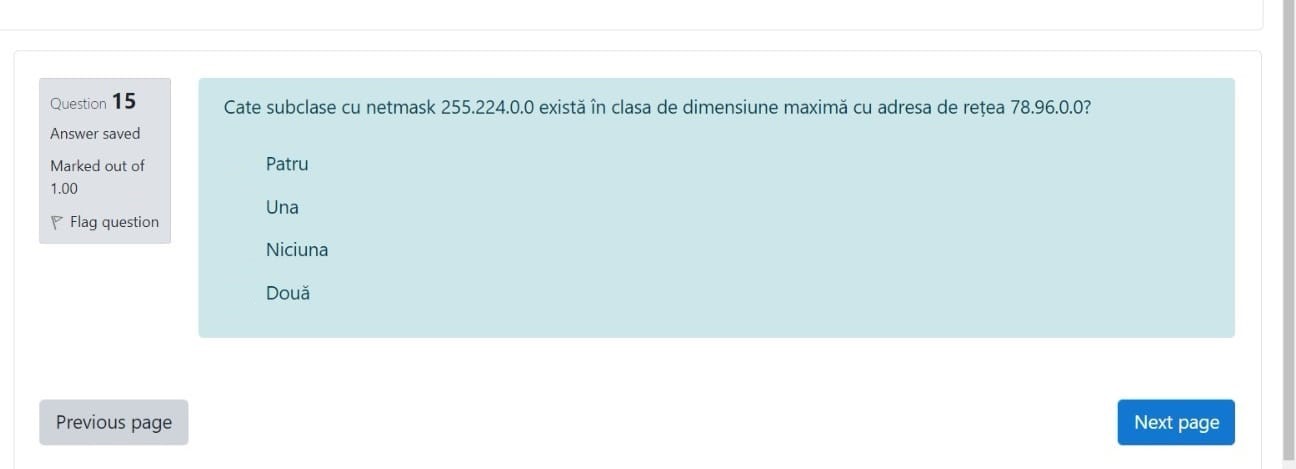 Question 15
Answer saved
Marked out of
1.00
Flag question
Cate subclase cu netmask 255.224.0.0 există în clasa de dimensiune maximă cu adresa de rețea 78.96.0.0?
Patru
Una
Niciuna
Două
Previous page
Next page